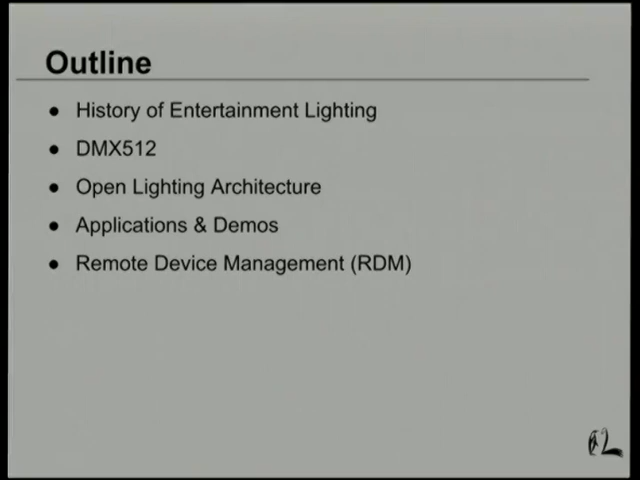 Outline
• History of Entertainment Lighting
• DMX512
• Open Lighting Architecture
• Applications & Demos
• Remote Device Management (RDM)